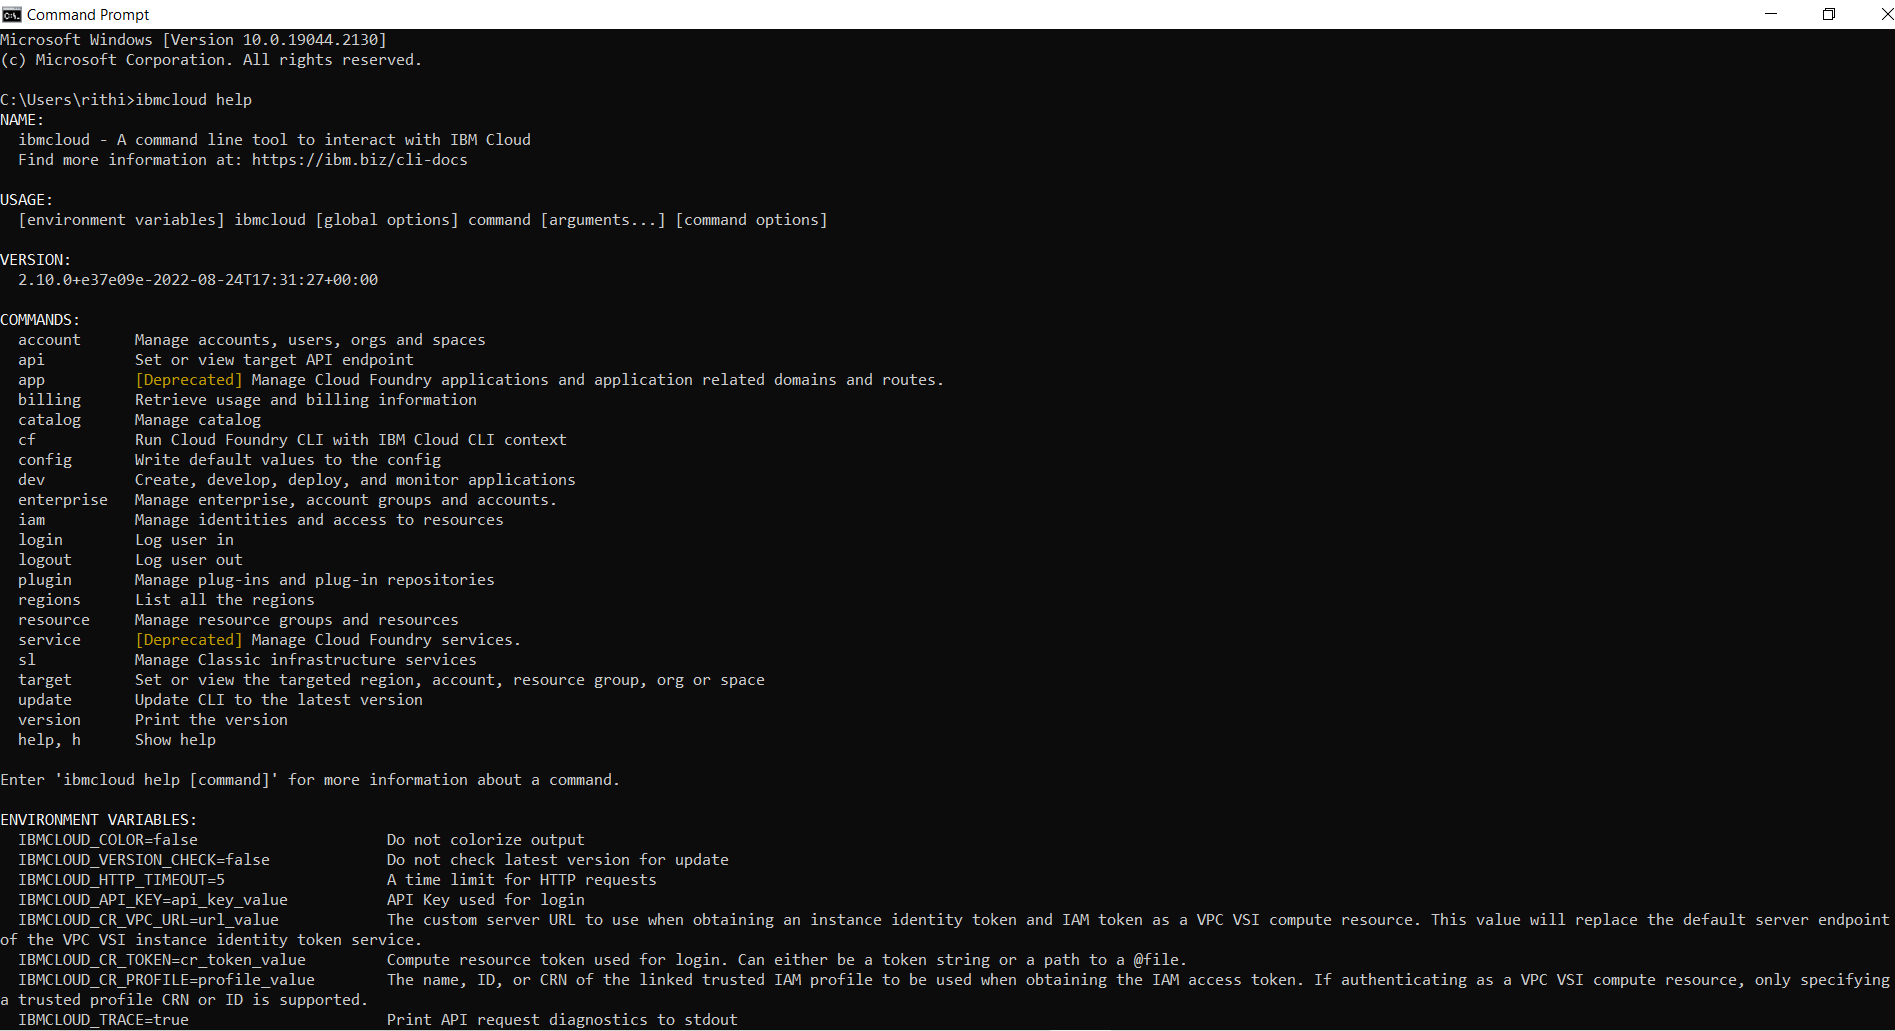 Command Prompt
Microsoft Windows [Version 10.0.19044.2130]
(c) Microsoft Corporation. All rights reserved.
C:\Users\rithi>ibmcloud help
NAME:
ibmcloud - A command line tool to interact with IBM Cloud
Find more information at: https://ibm.biz/cli-docs
USAGE:
[environment variables] ibmcloud [global options] command [arguments...] [command options]
VERSION:
2.10.0+e37e09e-2022-08-24T17:31:27+00:00
COMMANDS:
account Manage accounts, users, orgs and spaces
api Set or view target API endpoint
app [Deprecated] Manage Cloud Foundry applications and application related domains and routes.
billing Retrieve usage and billing information
catalog Manage catalog
cf Run Cloud Foundry CLI with IBM Cloud CLI context
config Write default values to the config
dev Create, develop, deploy, and monitor applications
enterprise Manage enterprise, account groups and accounts.
iam Manage identities and access to resources
login Log user in
logout Log user out
plugin Manage plug-ins and plug-in repositories
regions List all the regions
resource Manage resource groups and resources
service [Deprecated] Manage Cloud Foundry services.
sl Manage Classic infrastructure services
target Set or view the targeted region, account, resource group, org or space
update Update CLI to the latest version
version Print the version
help, h Show help
Enter 'ibmcloud help [command]' for more information about a command.
ENVIRONMENT VARIABLES:
IBMCLOUD_COLOR=false Do not colorize output
IBMCLOUD_VERSION_CHECK=false Do not check latest version for update
IBMCLOUD_HTTP_TIMEOUT=5 A time limit for HTTP requests
IBMCLOUD_API_KEY=api_key_value API Key used for login
IBMCLOUD_CR_VPC_URL=url_value The custom server URL to use when obtaining an instance identity token and IAM token as a VPC VSI compute resource. This value will replace the default server endpoint
of the VPC VSI instance identity token service.
IBMCLOUD_CR_TOKEN=cr_token_value Compute resource token used for login. Can either be a token string or a path to a @file.
IBMCLOUD_CR_PROFILE=profile_value The name, ID, or CRN of the linked trusted IAM profile to be used when obtaining the IAM access token. If authenticating as a VPC VSI compute resource, only specifying
a trusted profile CRN or ID is supported.
IBMCLOUD_TRACE=true Print API request diagnostics to stdout